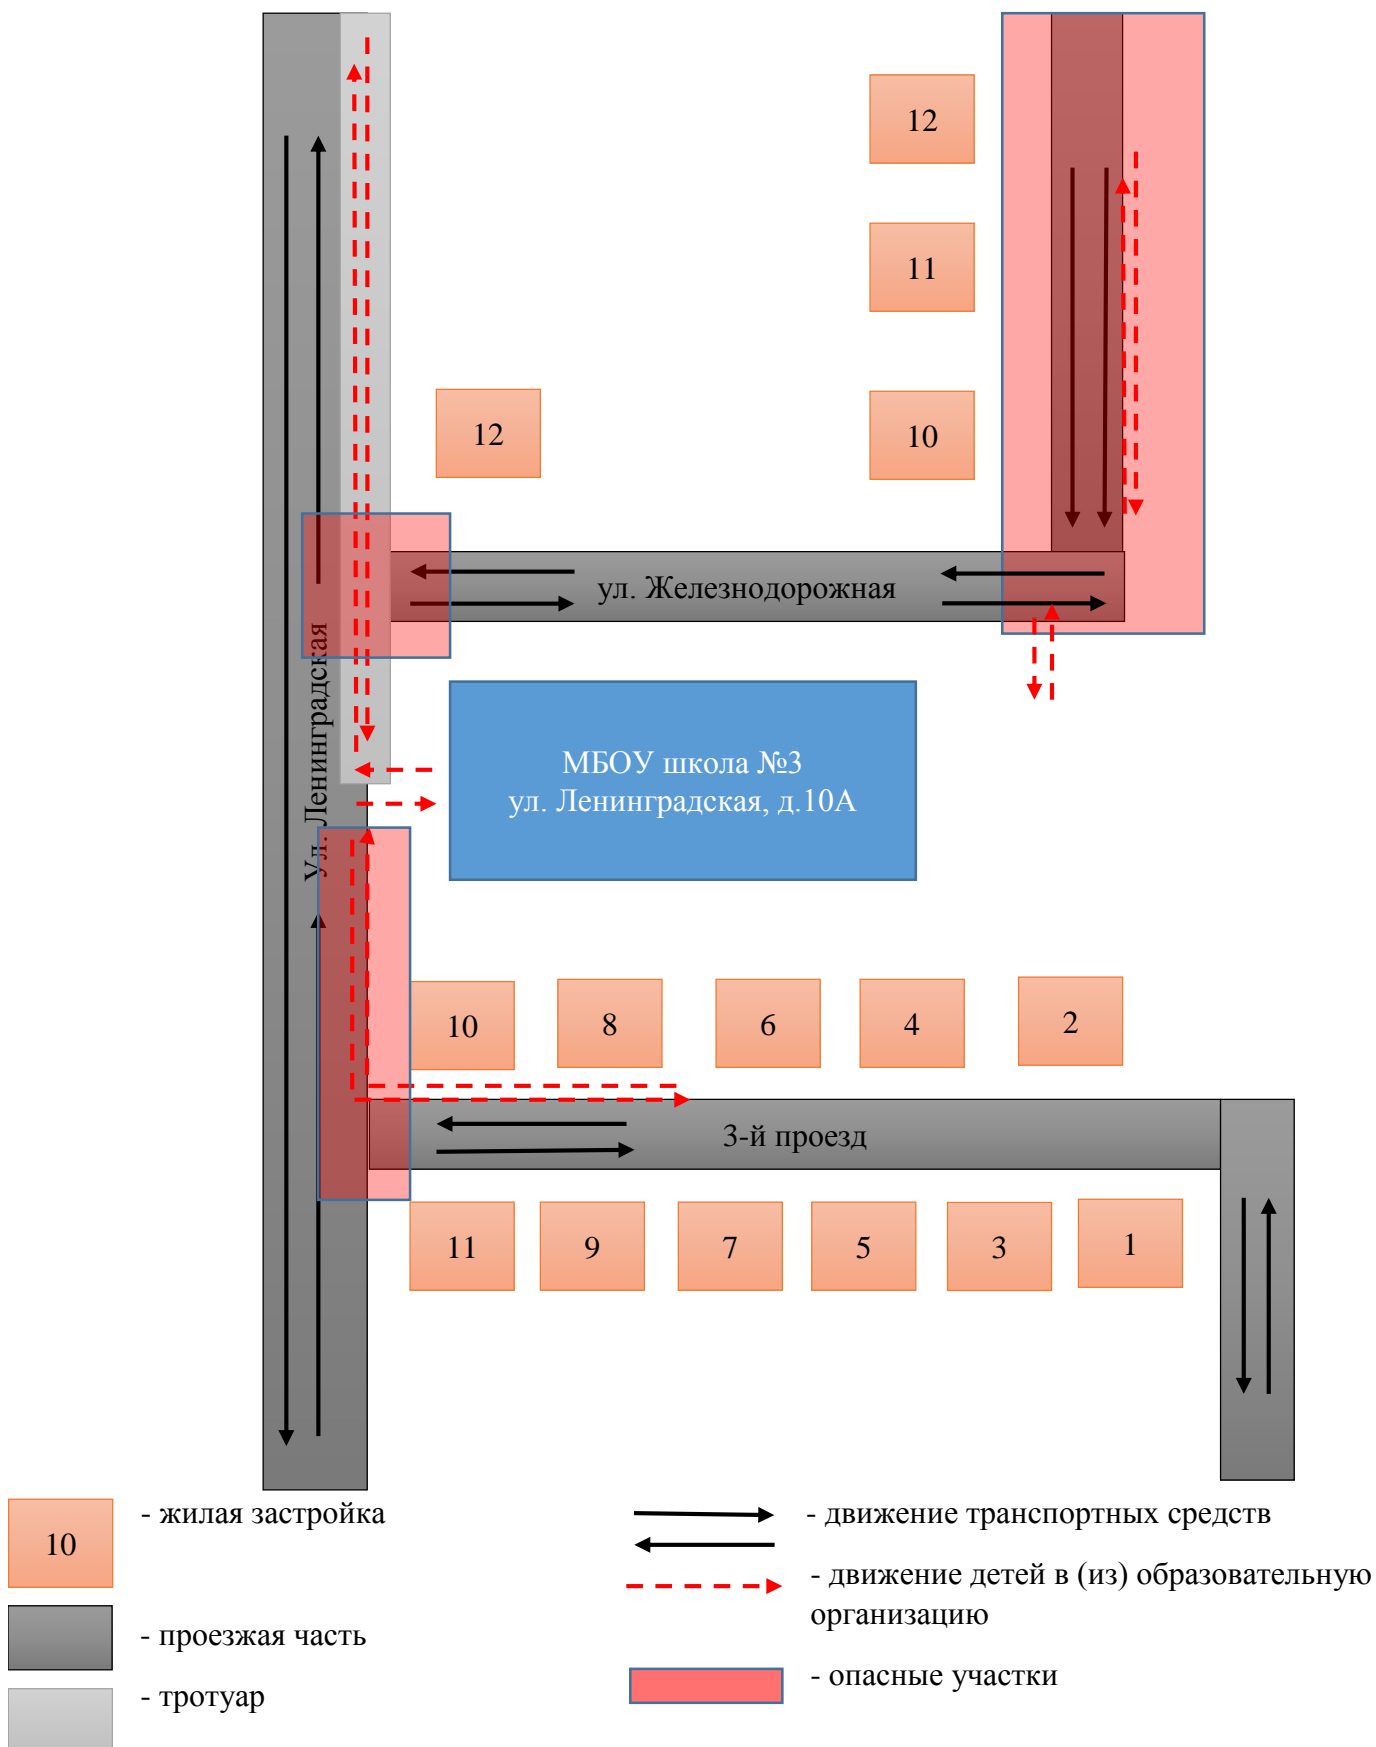 12
11
12
10
ул. Железнодорожная
Ул. Ленинградская
МБОУ школа №3
ул. Ленинградская, д.10А
10
8
6
4
2
3-й проезд
11
9
7
5
3
1
10
- жилая застройка
- проезжая часть
- тротуар
- движение транспортных средств
- движение детей в (из) образовательную
организацию
- опасные участки